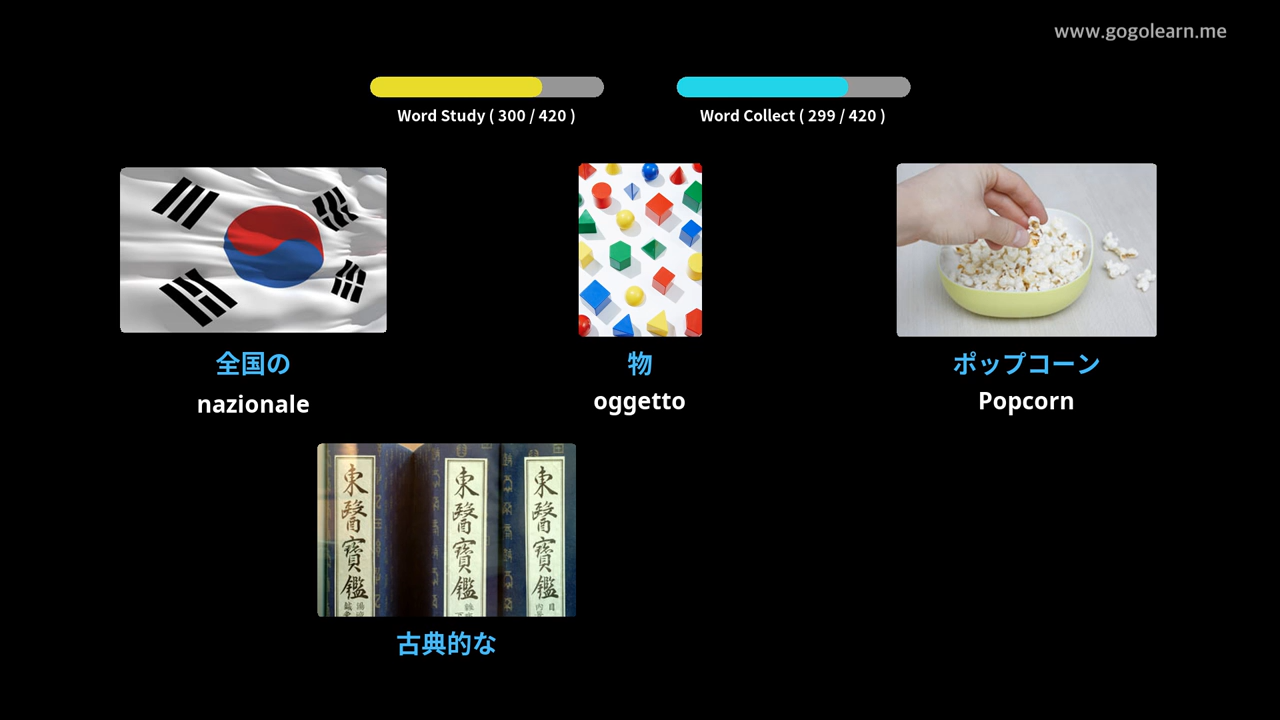 www.gogolearn.me
Word Study ( 300 / 420 )
Word Collect ( 299 / 420 )
全国の
nazionale
物
oggetto
ポップコーン
Popcorn
東醫寶鑑
東醫寶鑑
東醫寶鑑
古典的な